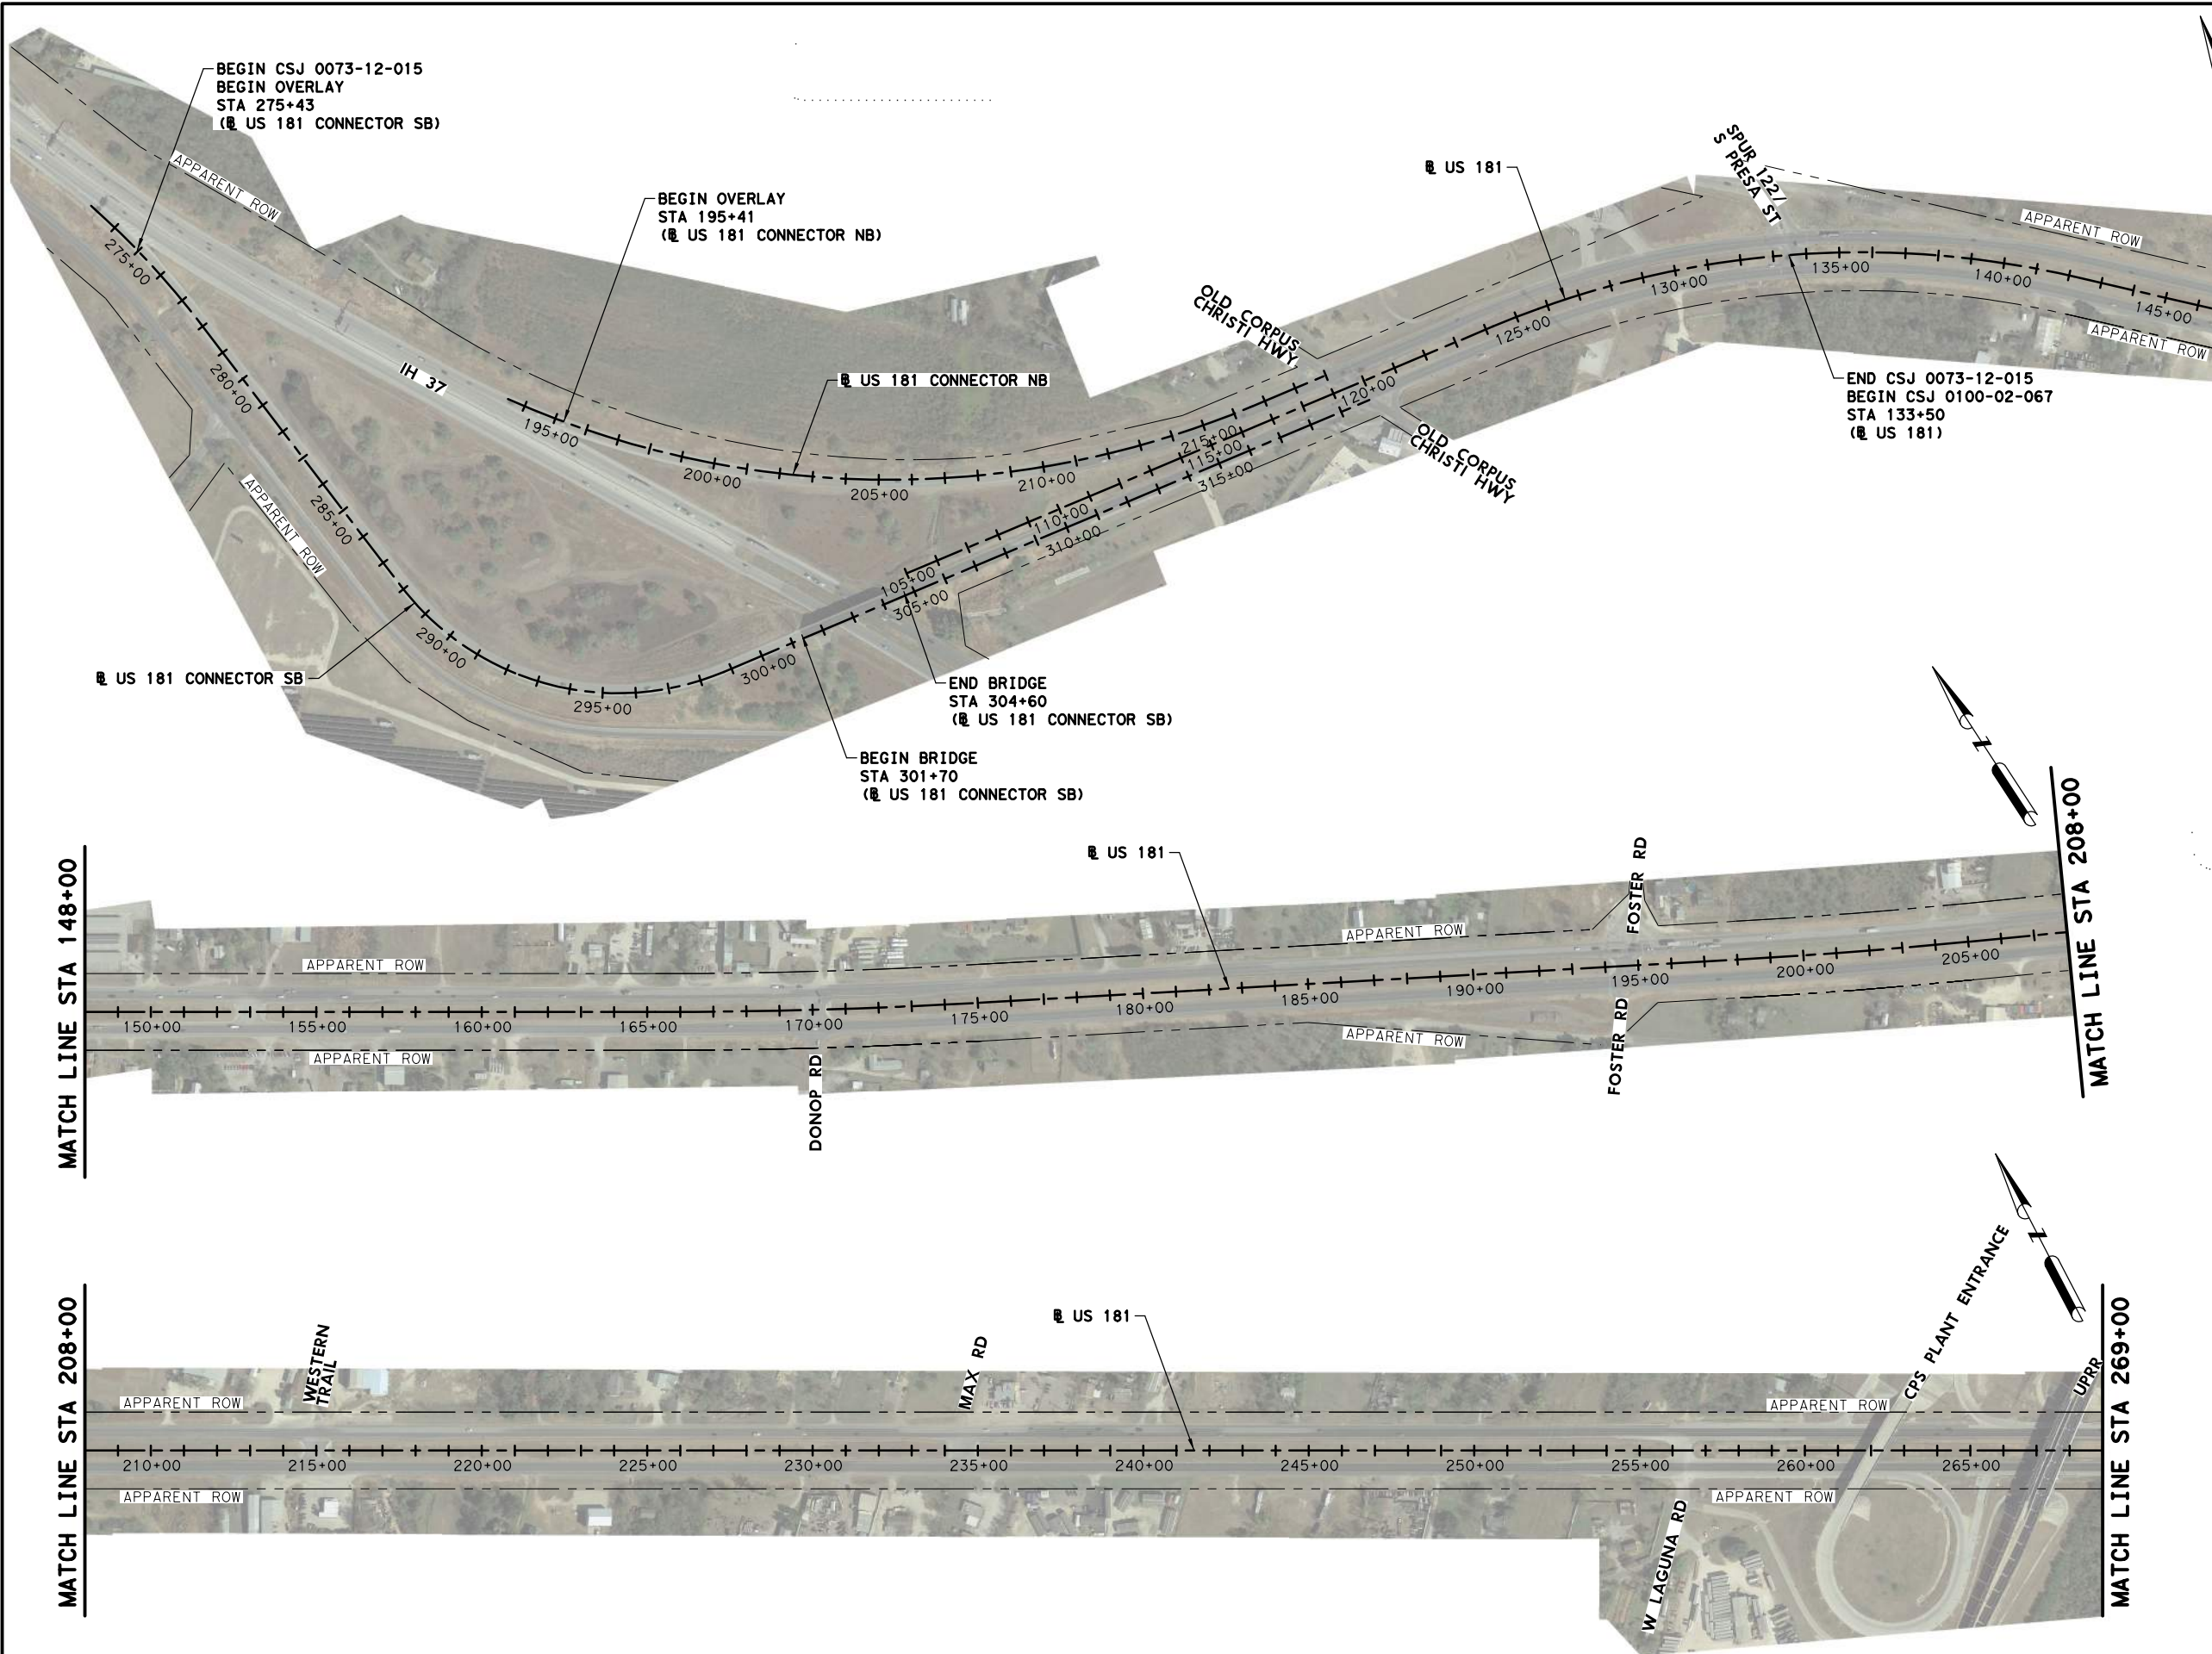 BEGIN CSJ 0073-12-015
BEGIN OVERLAY
STA 275+43
(BL US 181 CONNECTOR SB)
APPARENT ROW
BEGIN OVERLAY
STA 195+41
(BL US 181 CONNECTOR NB)
BL US 181
SPUR 122/
S PRESA ST
APPARENT ROW
275+00
280+00
285+00
290+00
295+00
300+00
305+00
310+00
315+00
IH 37
195+00
200+00
205+00
210+00
215+00
BL US 181 CONNECTOR NB
OLD CORPUS
CHRISTI HWY
105+00
110+00
115+00
120+00
125+00
130+00
135+00
140+00
145+00
APPARENT ROW
OLD CORPUS
CHRISTI HWY
END CSJ 0073-12-015
BEGIN CSJ 0100-02-067
STA 133+50
(BL US 181)
APPARENT ROW
BL US 181 CONNECTOR SB
END BRIDGE
STA 304+60
(BL US 181 CONNECTOR SB)
BEGIN BRIDGE
STA 301+70
(BL US 181 CONNECTOR SB)
N
MATCH LINE STA 148+00
BL US 181
FOSTER RD
APPARENT ROW
APPARENT ROW
150+00
155+00
160+00
165+00
170+00
175+00
180+00
185+00
190+00
195+00
200+00
205+00
APPARENT ROW
APPARENT ROW
DONOP RD
FOSTER RD
MATCH LINE STA 208+00
N
MATCH LINE STA 208+00
WESTERN
TRAIL
MAX RD
BL US 181
CPS PLANT ENTRANCE
UPRR
APPARENT ROW
APPARENT ROW
210+00
215+00
220+00
225+00
230+00
235+00
240+00
245+00
250+00
255+00
260+00
265+00
APPARENT ROW
APPARENT ROW
W LAGUNA RD
MATCH LINE STA 269+00